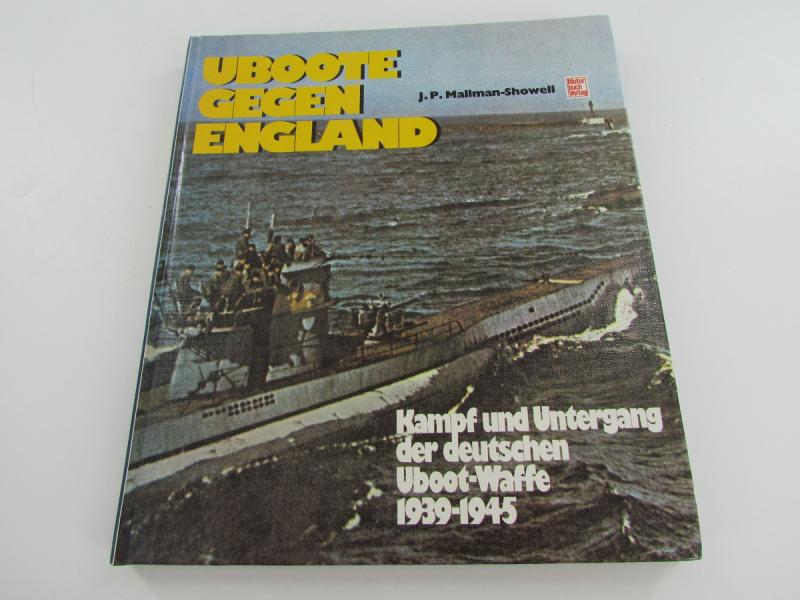 UBOOTE
GEGEN
ENGLAND
J.P. Mallman-Showell
Motor
buch
Verlag
Kampf und Untergang
der deutschen
Uboot-Waffe
1939-1945